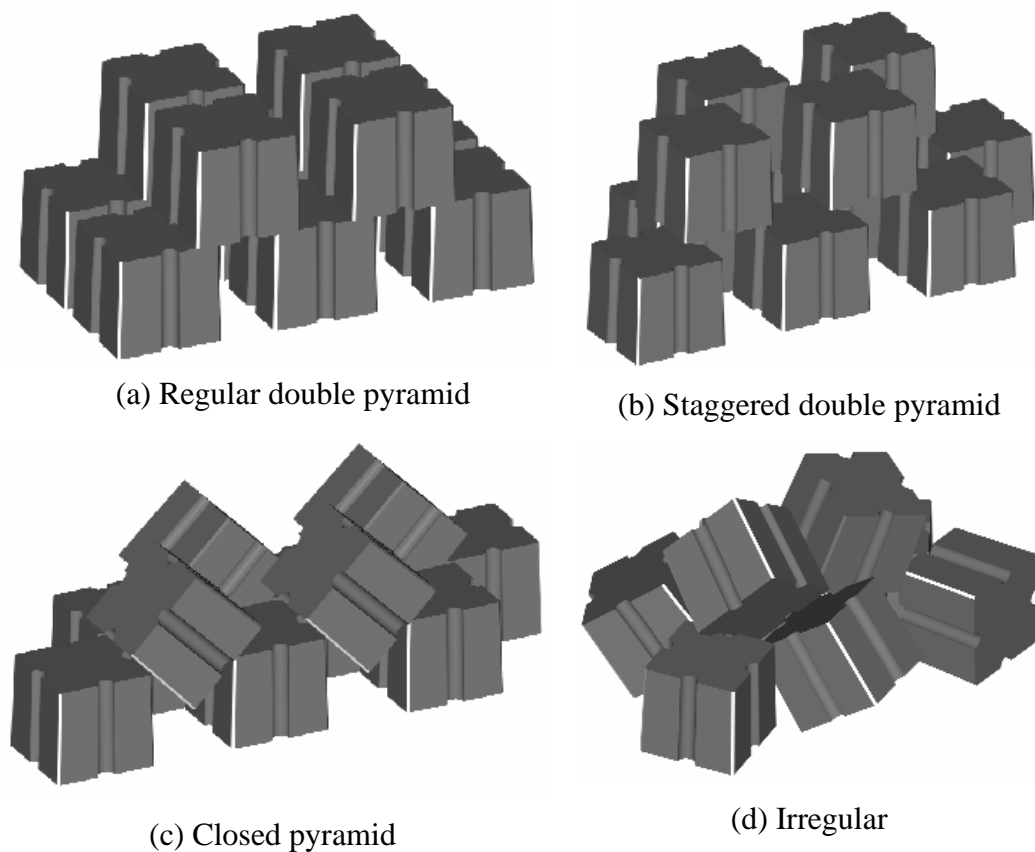 (a) Regular double pyramid
(b) Staggered double pyramid
(c) Closed pyramid
(d) Irregular